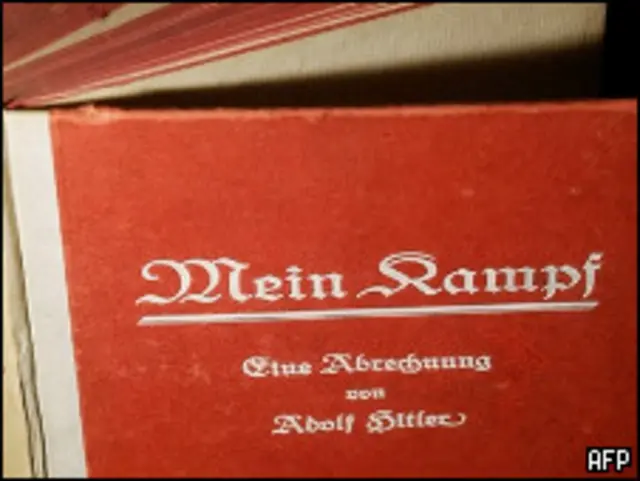 Mein Kampf
Eine Abrechnung
von
Adolf Hitler
AFP